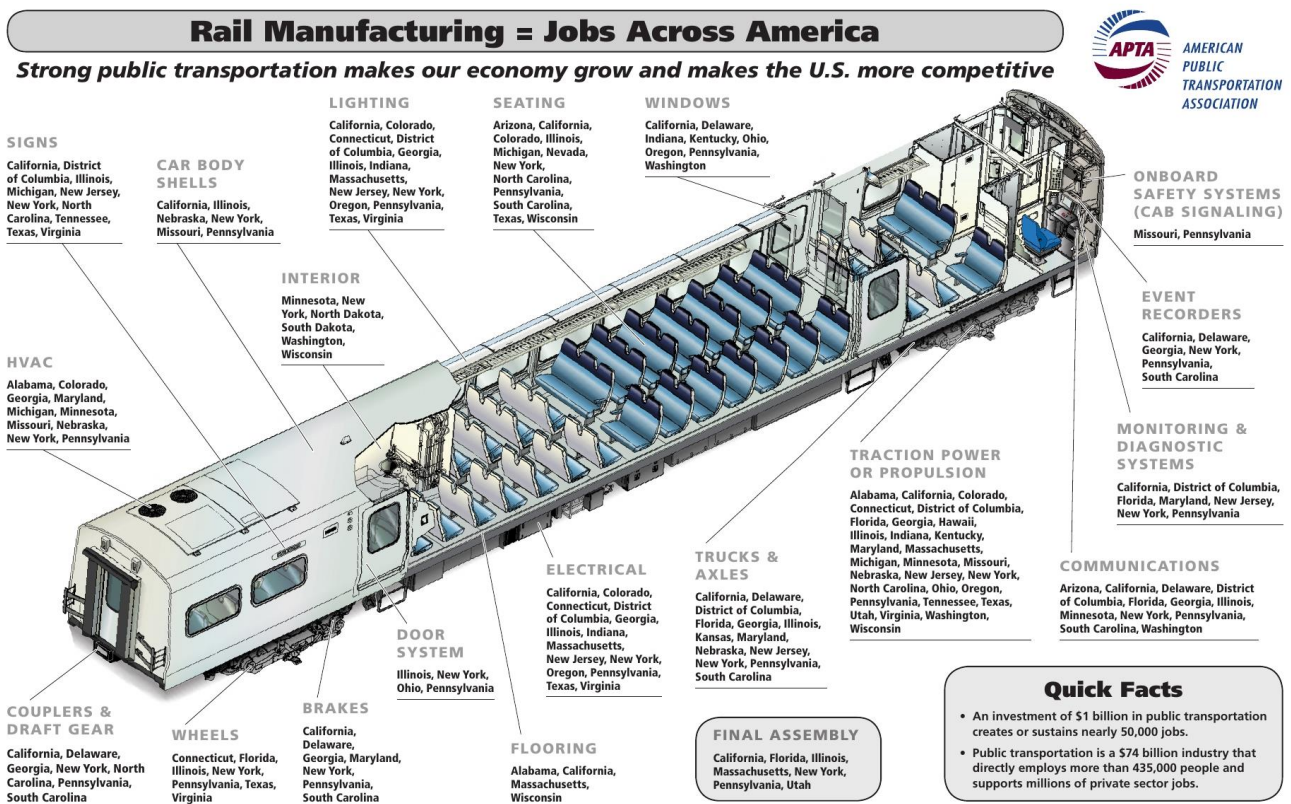 Rail Manufacturing = Jobs Across America
Strong public transportation makes our economy grow and makes the U.S. more competitive
APTA
AMERICAN
PUBLIC
TRANSPORTATION
ASSOCIATION
SIGNS
California, District
of Columbia, Illinois,
Michigan, New Jersey,
New York, North
Carolina, Tennessee,
Texas, Virginia
CAR BODY
SHELLS
California, Illinois,
Nebraska, New York,
Missouri, Pennsylvania
LIGHTING
California, Colorado,
Connecticut, District
of Columbia, Georgia,
Illinois, Indiana,
Massachusetts,
New Jersey, New York,
Oregon, Pennsylvania,
Texas, Virginia
SEATING
Arizona, California,
Colorado, Illinois,
Michigan, Nevada,
New York,
North Carolina,
Pennsylvania,
South Carolina,
Texas, Wisconsin
WINDOWS
California, Delaware,
Indiana, Kentucky, Ohio,
Oregon, Pennsylvania,
Washington
ONBOARD
SAFETY SYSTEMS
(CAB SIGNALING)
Missouri, Pennsylvania
INTERIOR
Minnesota, New
York, North Dakota,
South Dakota,
Washington,
Wisconsin
EVENT
RECORDERS
California, Delaware,
Georgia, New York,
Pennsylvania,
South Carolina
HVAC
Alabama, Colorado,
Georgia, Maryland,
Michigan, Minnesota,
Missouri, Nebraska,
New York, Pennsylvania
MONITORING &
DIAGNOSTIC
SYSTEMS
California, District of Columbia,
Florida, Maryland, New Jersey,
New York, Pennsylvania
TRACTION POWER
OR PROPULSION
Alabama, California, Colorado,
Connecticut, District of Columbia,
Florida, Georgia, Hawaii,
Illinois, Indiana, Kentucky,
Maryland, Massachusetts,
Michigan, Minnesota, Missouri,
Nebraska, New Jersey, New York,
North Carolina, Ohio, Oregon,
Pennsylvania, Tennessee, Texas,
Utah, Virginia, Washington,
Wisconsin
TRUCKS &
AXLES
California, Delaware,
District of Columbia,
Florida, Georgia, Illinois,
Kansas, Maryland,
Nebraska, New Jersey,
New York, Pennsylvania,
South Carolina
COMMUNICATIONS
Arizona, California, Delaware, District
of Columbia, Florida, Georgia, Illinois,
Minnesota, New York, Pennsylvania,
South Carolina, Washington
ELECTRICAL
California, Colorado,
Connecticut, District
of Columbia, Georgia,
Illinois, Indiana,
Massachusetts,
New Jersey, New York,
Oregon, Pennsylvania,
Texas, Virginia
DOOR
SYSTEM
Illinois, New York,
Ohio, Pennsylvania
COUPLERS &
DRAFT GEAR
California, Delaware,
Georgia, New York, North
Carolina, Pennsylvania,
South Carolina
WHEELS
Connecticut, Florida,
Illinois, New York,
Pennsylvania, Texas,
Virginia
BRAKES
California,
Delaware,
Georgia, Maryland,
New York,
Pennsylvania,
South Carolina
FLOORING
Alabama, California,
Massachusetts,
Wisconsin
FINAL ASSEMBLY
California, Florida, Illinois,
Massachusetts, New York,
Pennsylvania, Utah
Quick Facts
• An investment of $1 billion in public transportation
creates or sustains nearly 50,000 jobs.
• Public transportation is a $74 billion industry that
directly employs more than 435,000 people and
supports millions of private sector jobs.